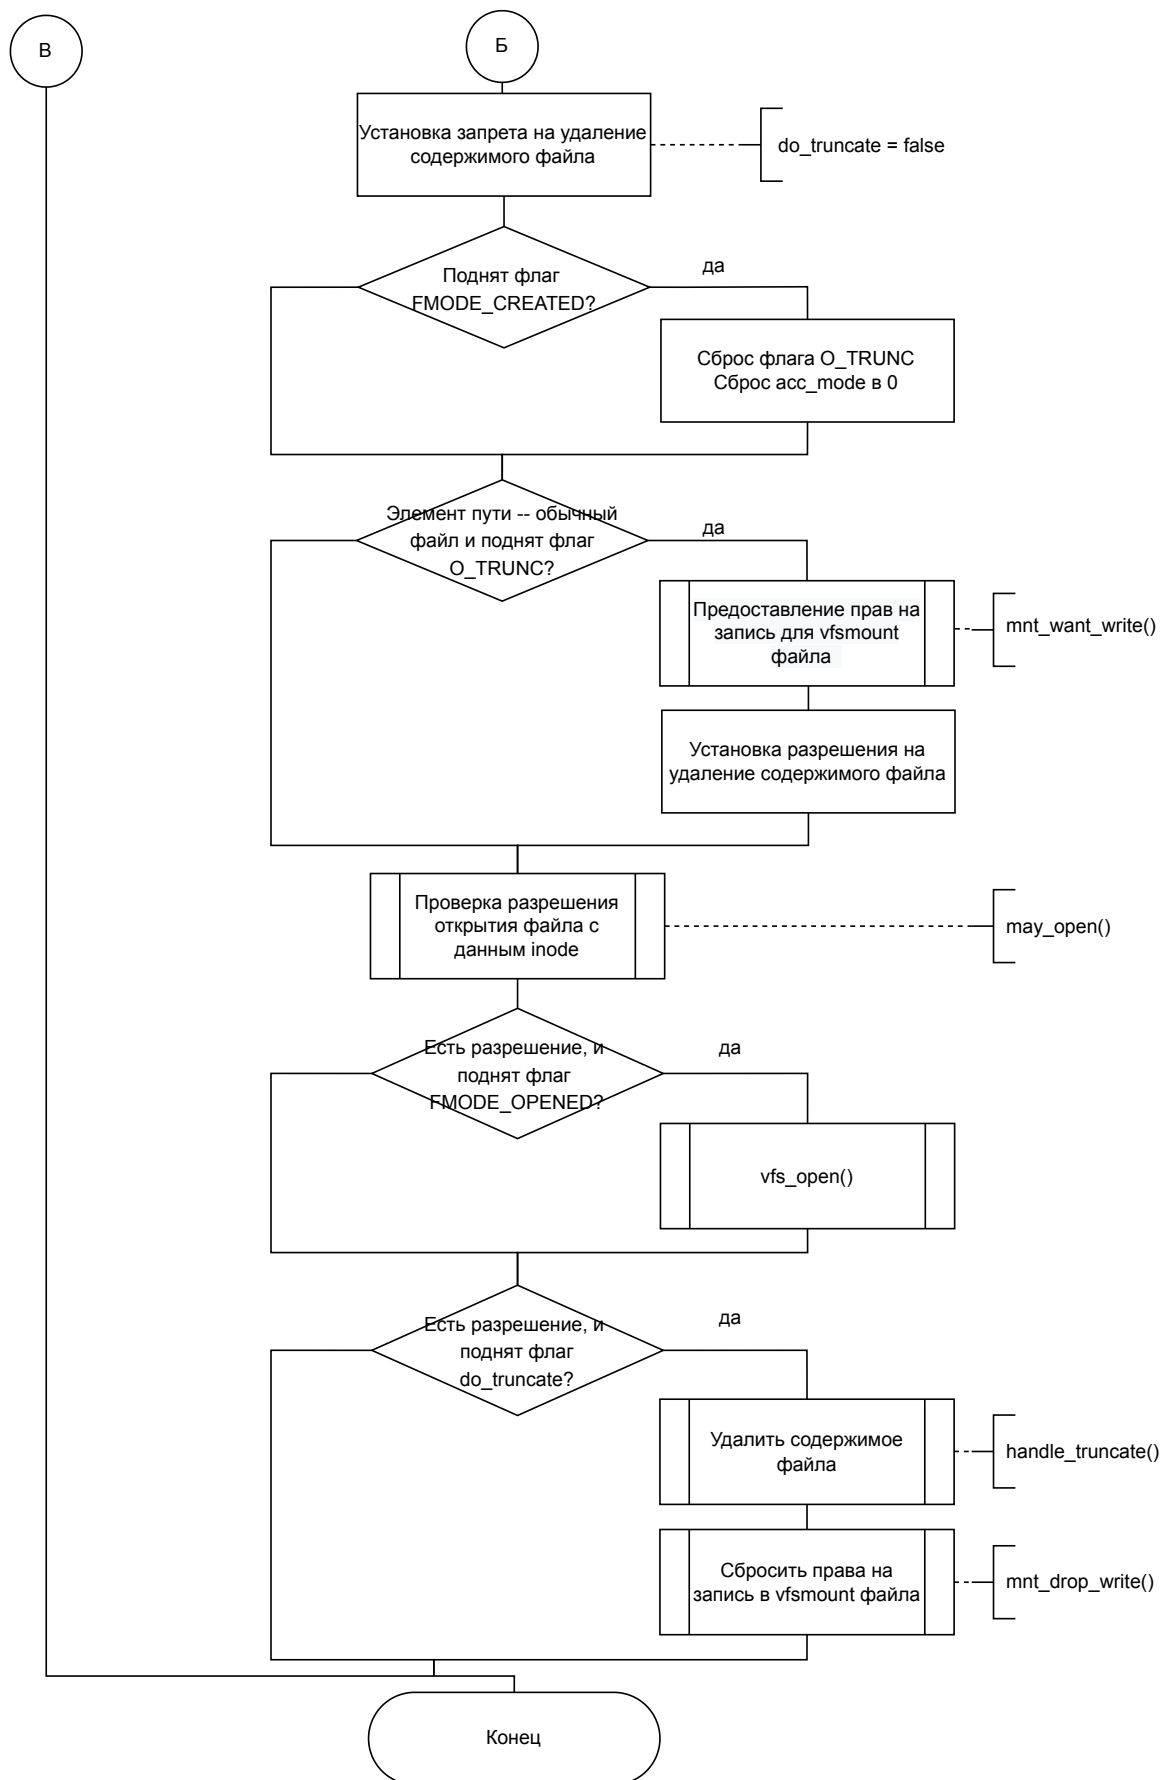 В
Б
Установка запрета на удаление
содержимого файла
do_truncate = false
Поднят флаг
FMODE_CREATED?
да
Сброс флага O_TRUNC
Сброс acc_mode в 0
Элемент пути -- обычный
файл и поднят флаг
O_TRUNC?
да
Предоставление прав на
запись для vfsmount
файла
mnt_want_write()
Установка разрешения на
удаление содержимого файла
Проверка разрешения
открытия файла с
данным inode
may_open()
Есть разрешение, и
поднят флаг
FMODE_OPENED?
да
vfs_open()
Есть разрешение, и
поднят флаг
do_truncate?
да
Удалить содержимое
файла
handle_truncate()
Сбросить права на
запись в vfsmount файла
mnt_drop_write()
Конец